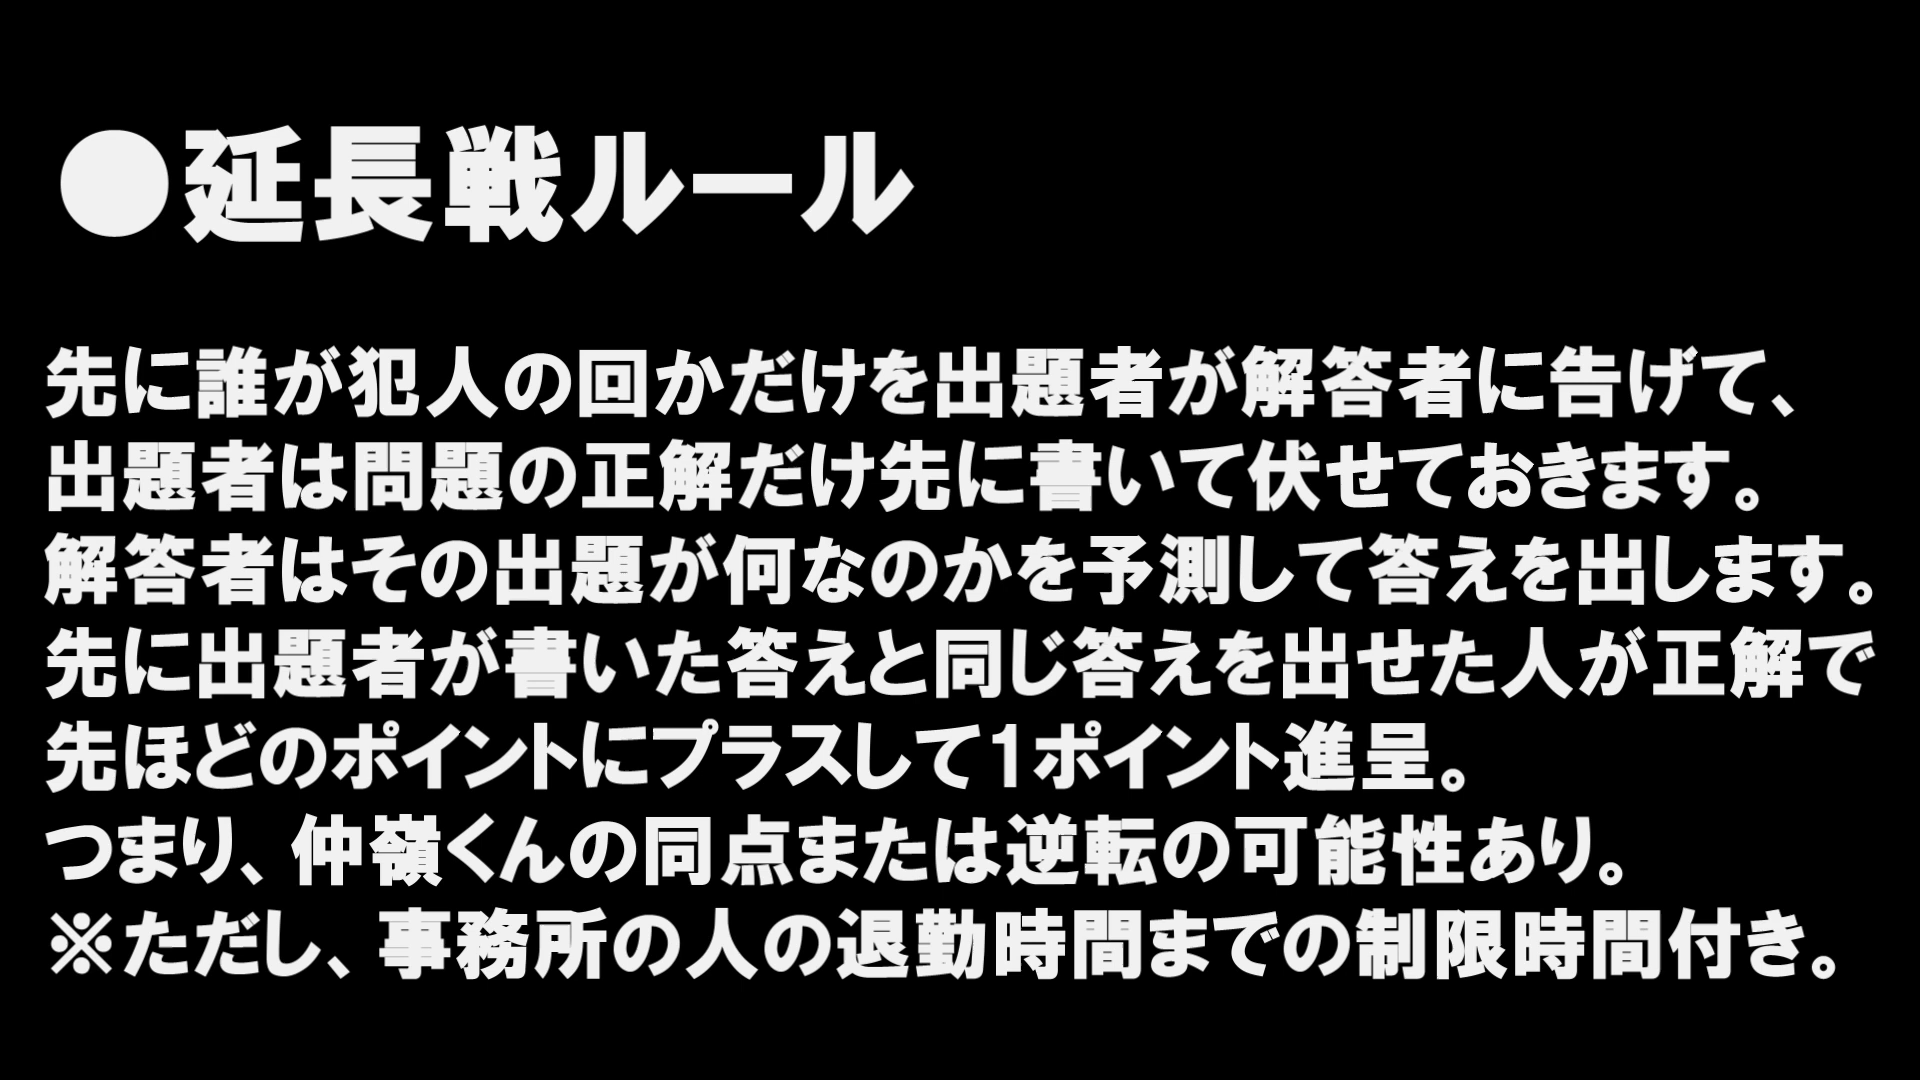 ●延長戦ルール
先に誰が犯人の回かだけを出題者が解答者に告げて、
出題者は問題の正解だけ先に書いて伏せておきます。
解答者はその出題が何なのかを予測して答えを出します。
先に出題者が書いた答えと同じ答えを出せた人が正解で
先ほどのポイントにプラスして1ポイント進呈。
つまり、仲嶺くんの同点または逆転の可能性あり。
※ただし、事務所の人の退勤時間までの制限時間付き。